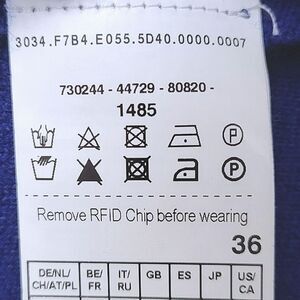 3034.F7B4.E055.5D40.0000.0007
730244 - 44729 - 80820 -
1485
Remove RFID Chip before wearing
36
DE/NL/ CH/AT/PL BE/ FR IT/ RU GB ES JP US/ CA